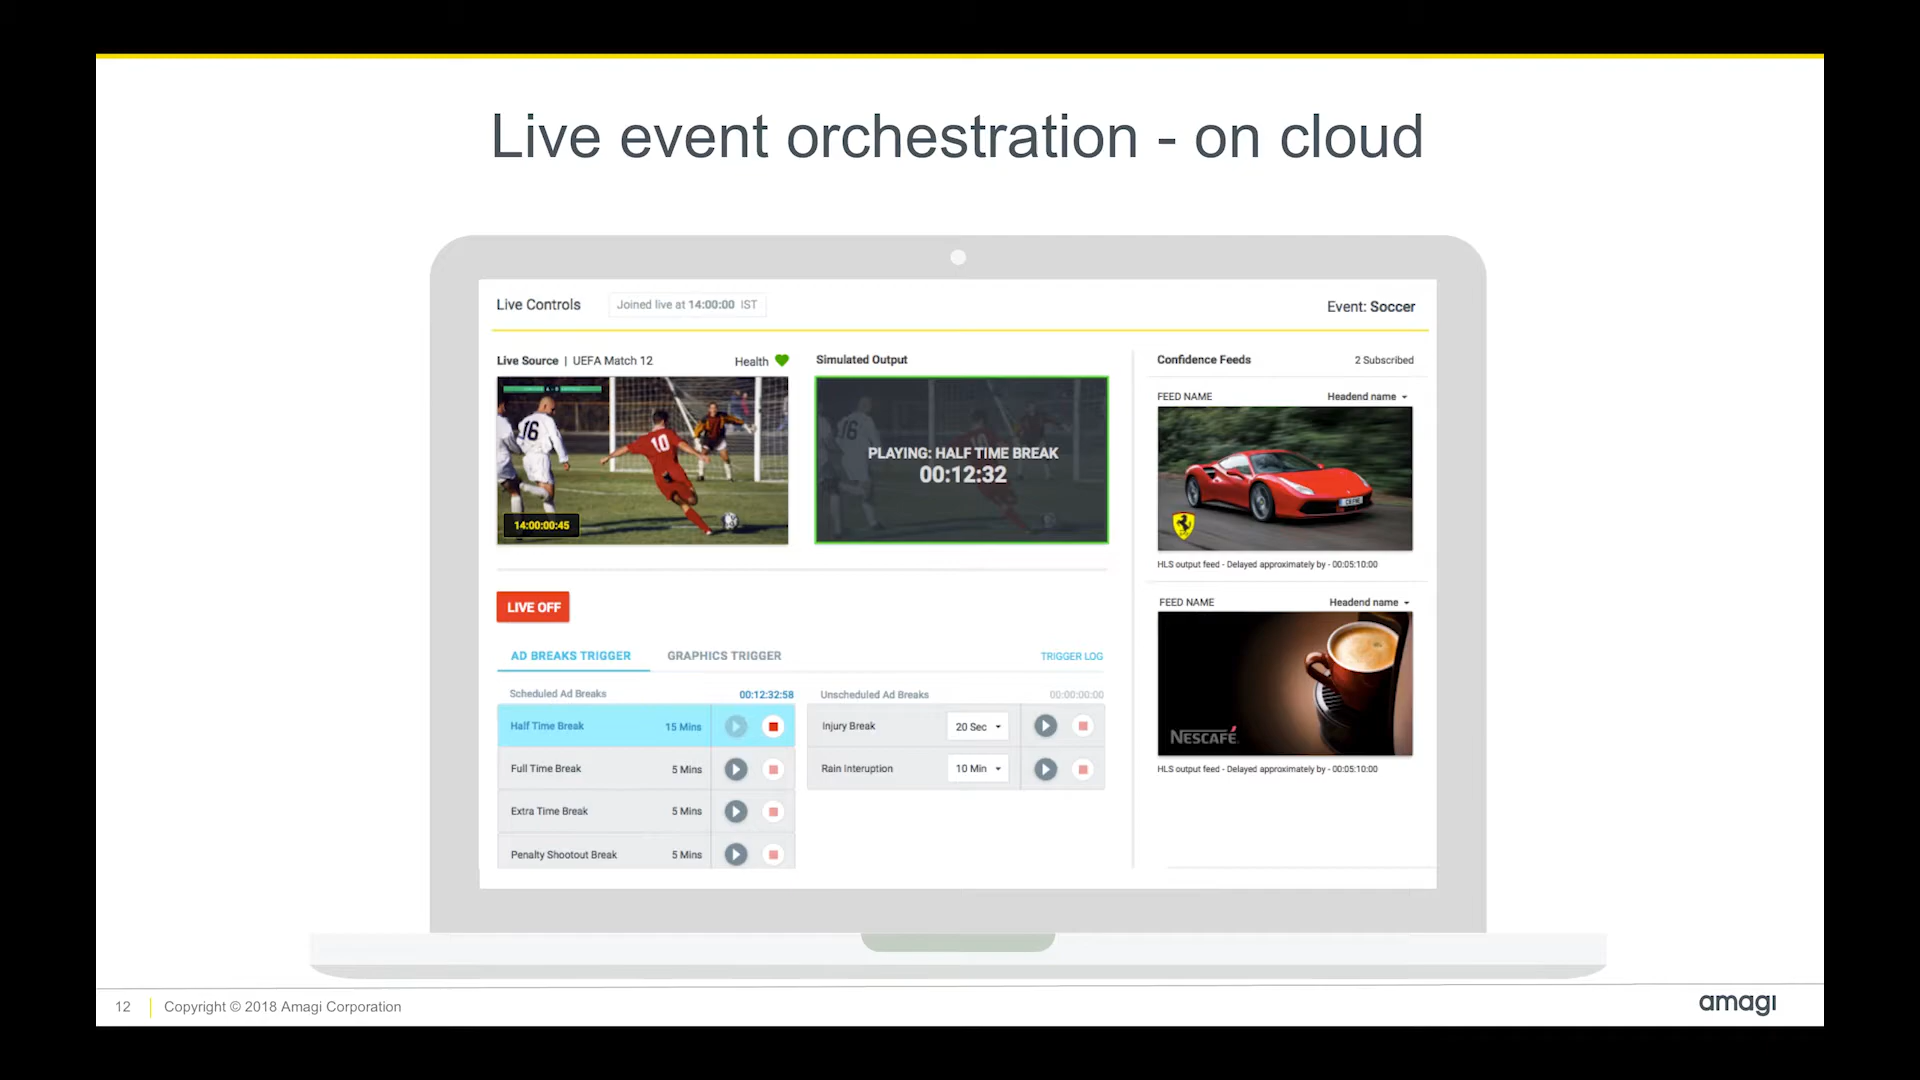 Live event orchestration - on cloud
Live Controls
Joined live at 14:00:00 IST
Event: Soccer
Live Source | UEFA Match 12
Health
16
10
14:00:00:45
Simulated Output
16
10
PLAYING: HALF TIME BREAK
00:12:32
Confidence Feeds
2 Subscribed
FEED NAME
Headend name
HLS output feed - Delayed approximately by - 00:05:10:00
FEED NAME
Headend name
NESCAFÉ
HLS output feed - Delayed approximately by - 00:05:10:00
LIVE OFF
AD BREAKS TRIGGER
GRAPHICS TRIGGER
TRIGGER LOG
Scheduled Ad Breaks
00:12:32:58
Half Time Break
15 Mins
Full Time Break
5 Mins
Extra Time Break
5 Mins
Penalty Shootout Break
5 Mins
Unscheduled Ad Breaks
00:00:00:00
Injury Break
20 Sec
Rain Interuption
10 Min
12
Copyright © 2018 Amagi Corporation
amagi